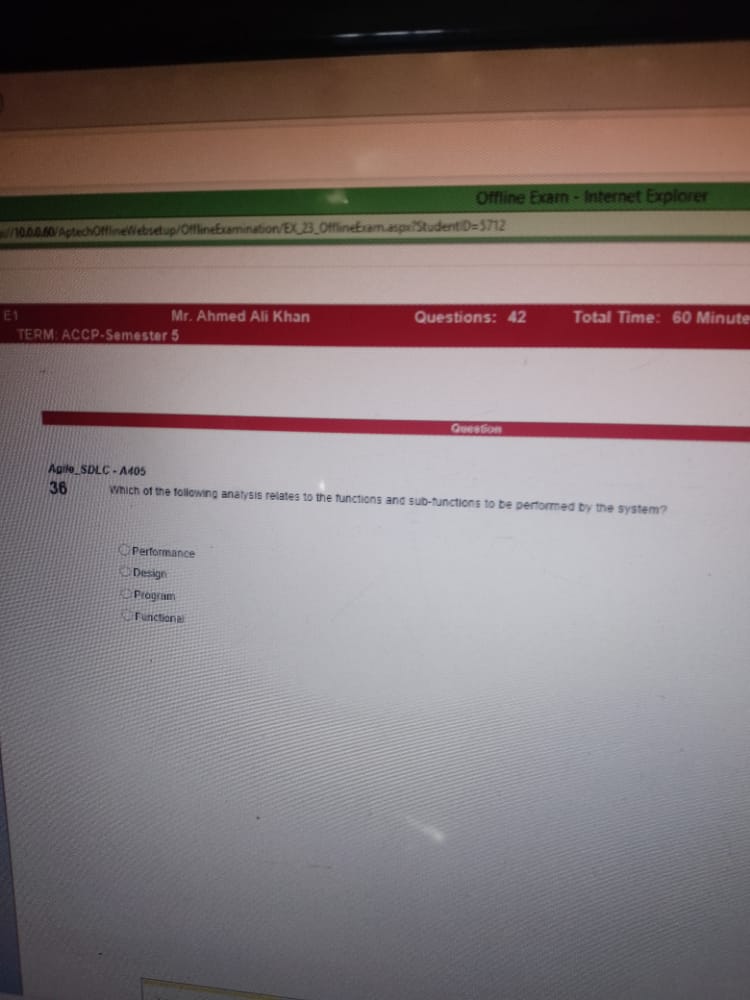 Offline Exam - Internet Explorer
://10.0.0.60/AptechOfflineWebsetup/OfflineExamination/EX_23_OfflineExam.aspx?StudentID=5712
E1 Mr. Ahmed Ali Khan Questions: 42 Total Time: 60 Minute
TERM: ACCP-Semester 5
Question
Agile_SDLC - A405
36 Which of the following analysis relates to the functions and sub-functions to be performed by the system?
Performance
Design
Program
Functional